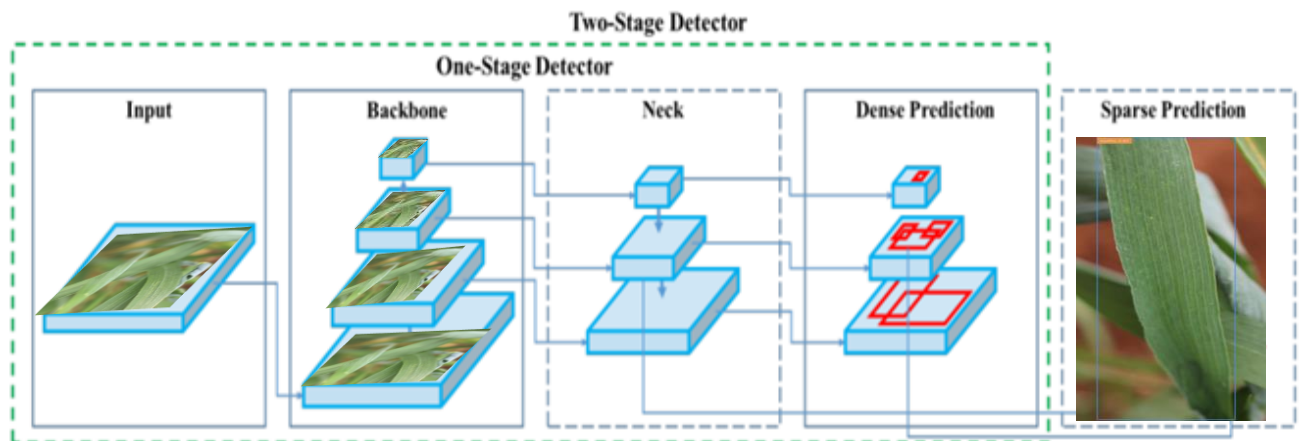 Two-Stage Detector
One-Stage Detector
Input
Backbone
Neck
Dense Prediction
Sparse Prediction